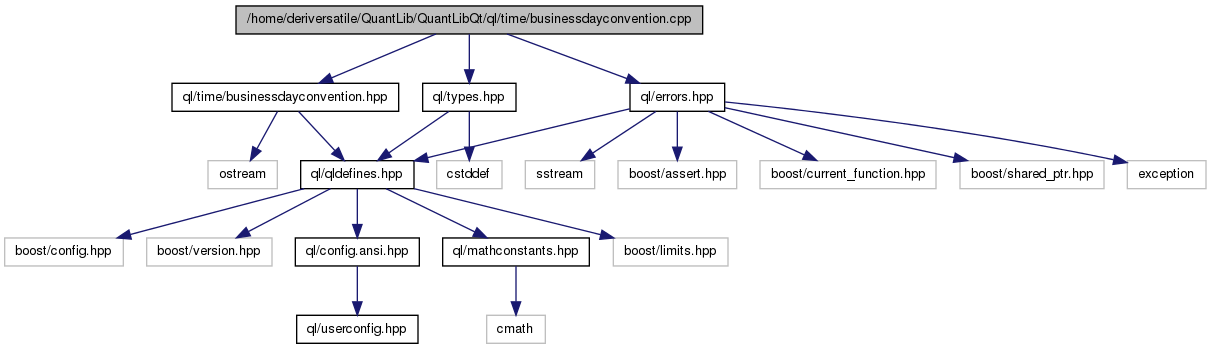 /home/deriversatile/QuantLib/QuantLibQt/ql/time/businessdayconvention.cpp
ql/time/businessdayconvention.hpp
ql/types.hpp
ql/errors.hpp
ostream
ql/qldefines.hpp
cstddef
sstream
boost/assert.hpp
boost/current_function.hpp
boost/shared_ptr.hpp
exception
boost/config.hpp
boost/version.hpp
ql/config.ansi.hpp
ql/mathconstants.hpp
boost/limits.hpp
ql/userconfig.hpp
cmath